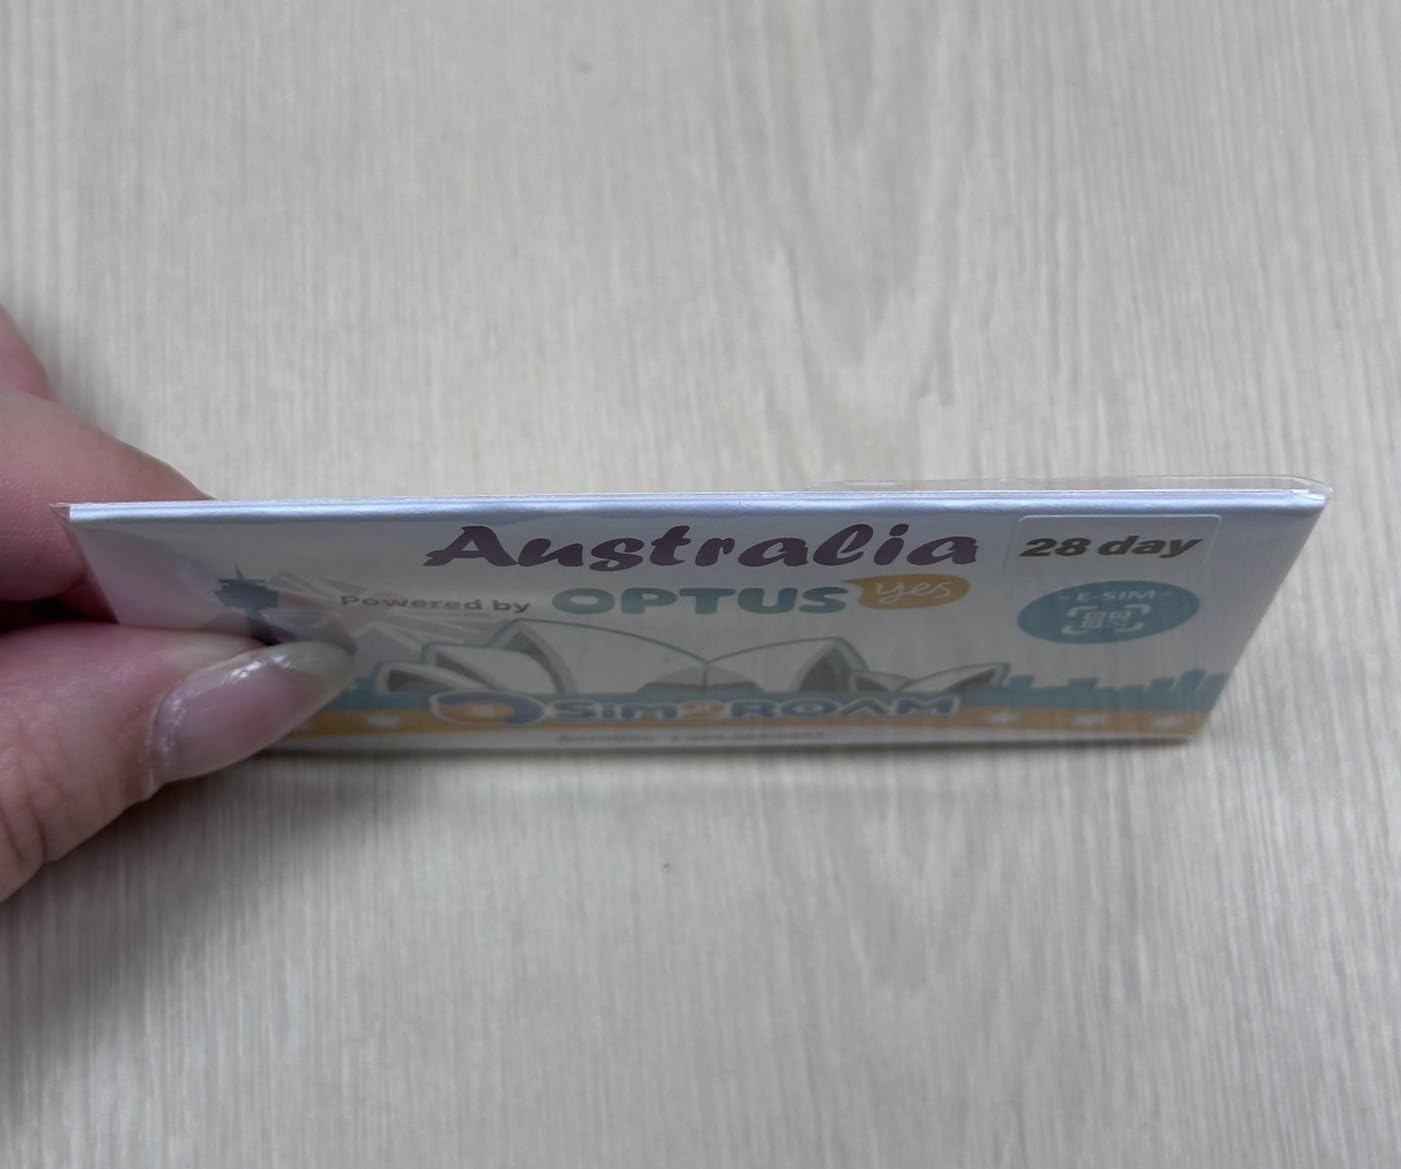 Australia
28 day
Powered by OPTUS yes
E-SIM
Sim2ROAM